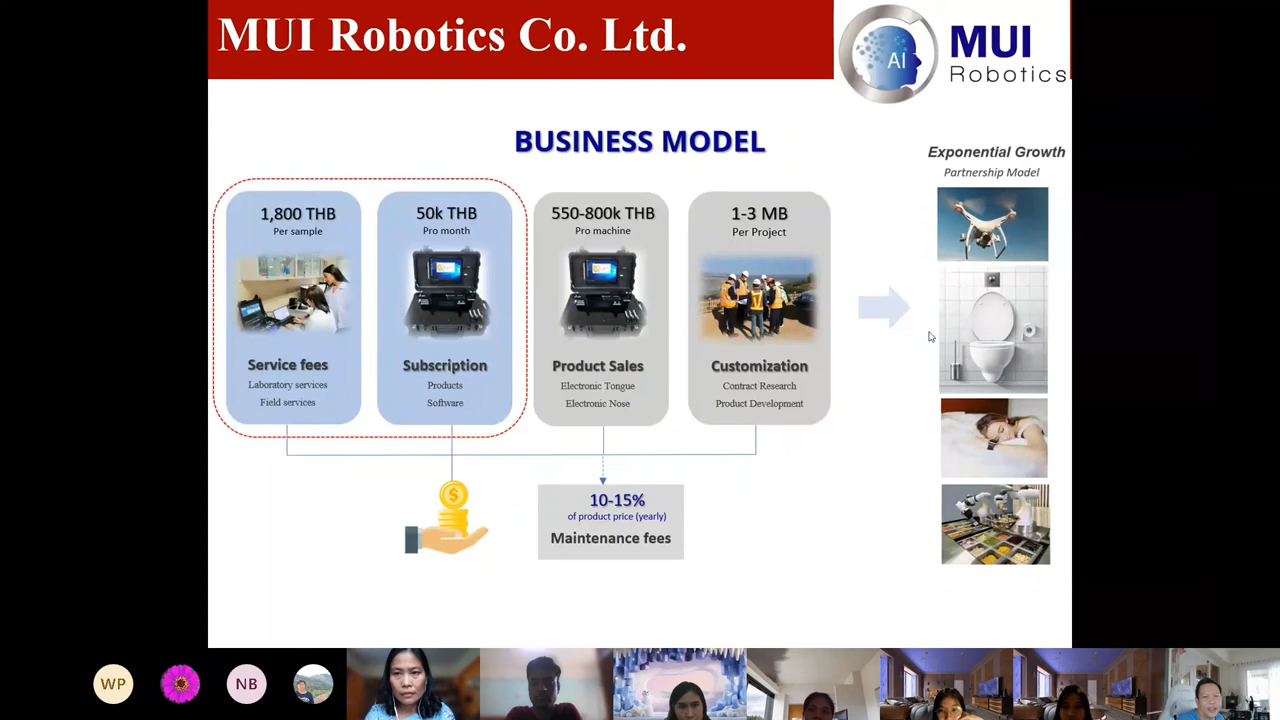 MUI Robotics Co. Ltd.
AI
MUI
Robotics
BUSINESS MODEL
Exponential Growth
Partnership Model
1,800 THB
Per sample
Service fees
Laboratory services
Field services
50k THB
Pro month
Subscription
Products
Software
550-800k THB
Pro machine
Product Sales
Electronic Tongue
Electronic Nose
1-3 MB
Per Project
Customization
Contract Research
Product Development
$
10-15%
of product price (yearly)
Maintenance fees
WP
NB